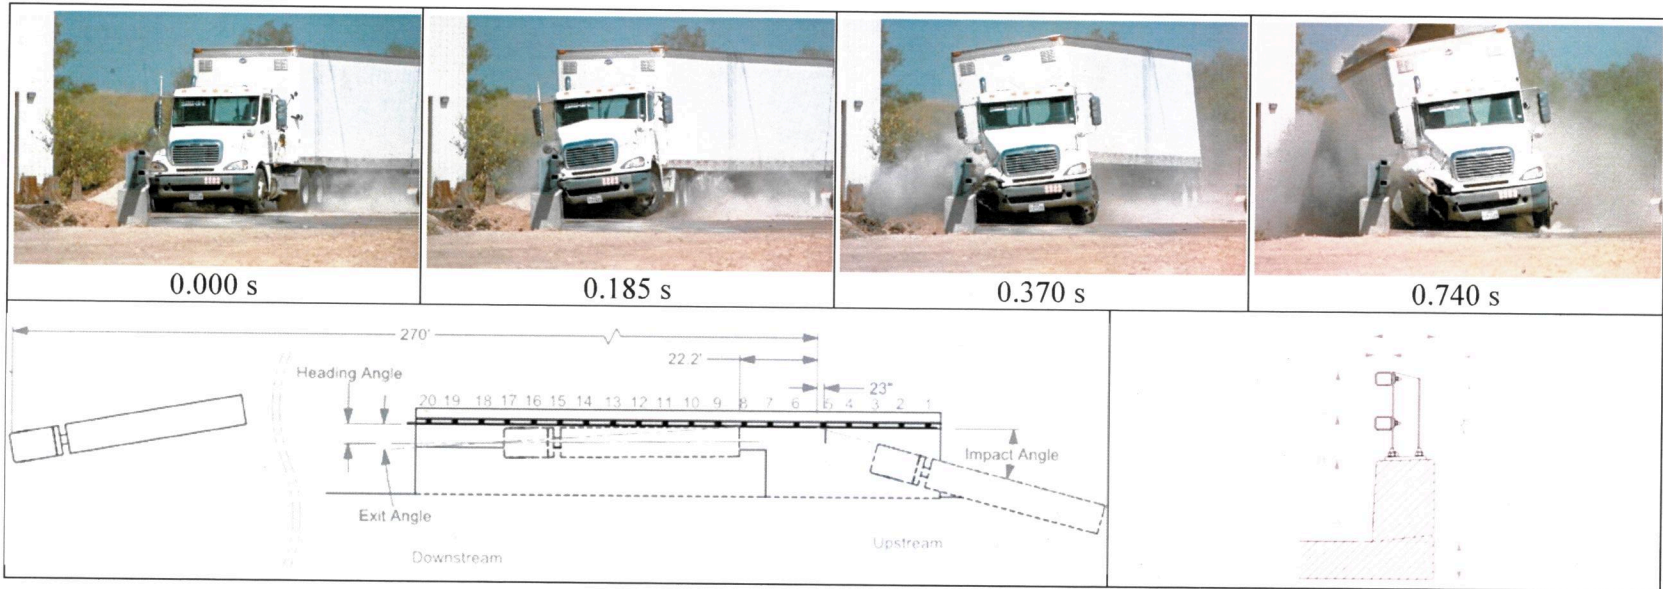 0.000 s
0.185 s
0.370 s
0.740 s
270'
22.2'
Heading Angle
23"
20 19 18 17 16 15 14 13 12 11 10 9 8 7 6 5 4 3 2 1
Impact Angle
Exit Angle
Upstream
Downstream